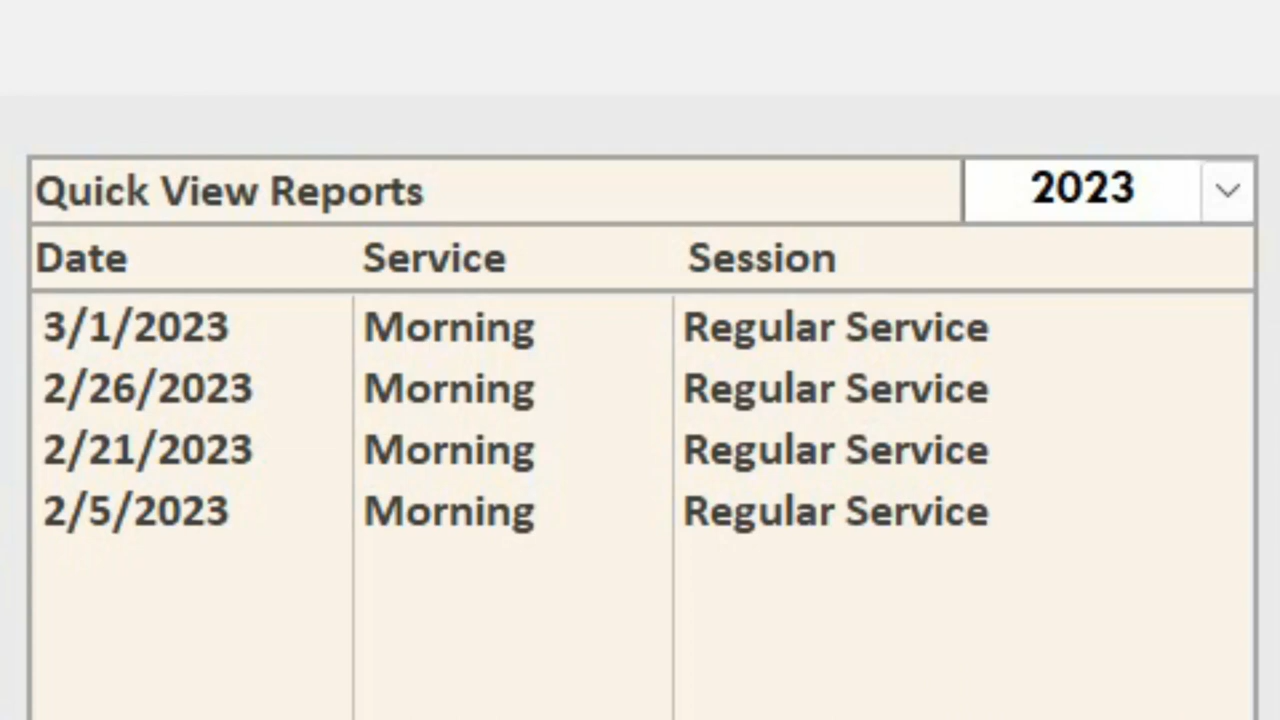 Quick View Reports 2023
Date Service Session
3/1/2023 Morning Regular Service
2/26/2023 Morning Regular Service
2/21/2023 Morning Regular Service
2/5/2023 Morning Regular Service